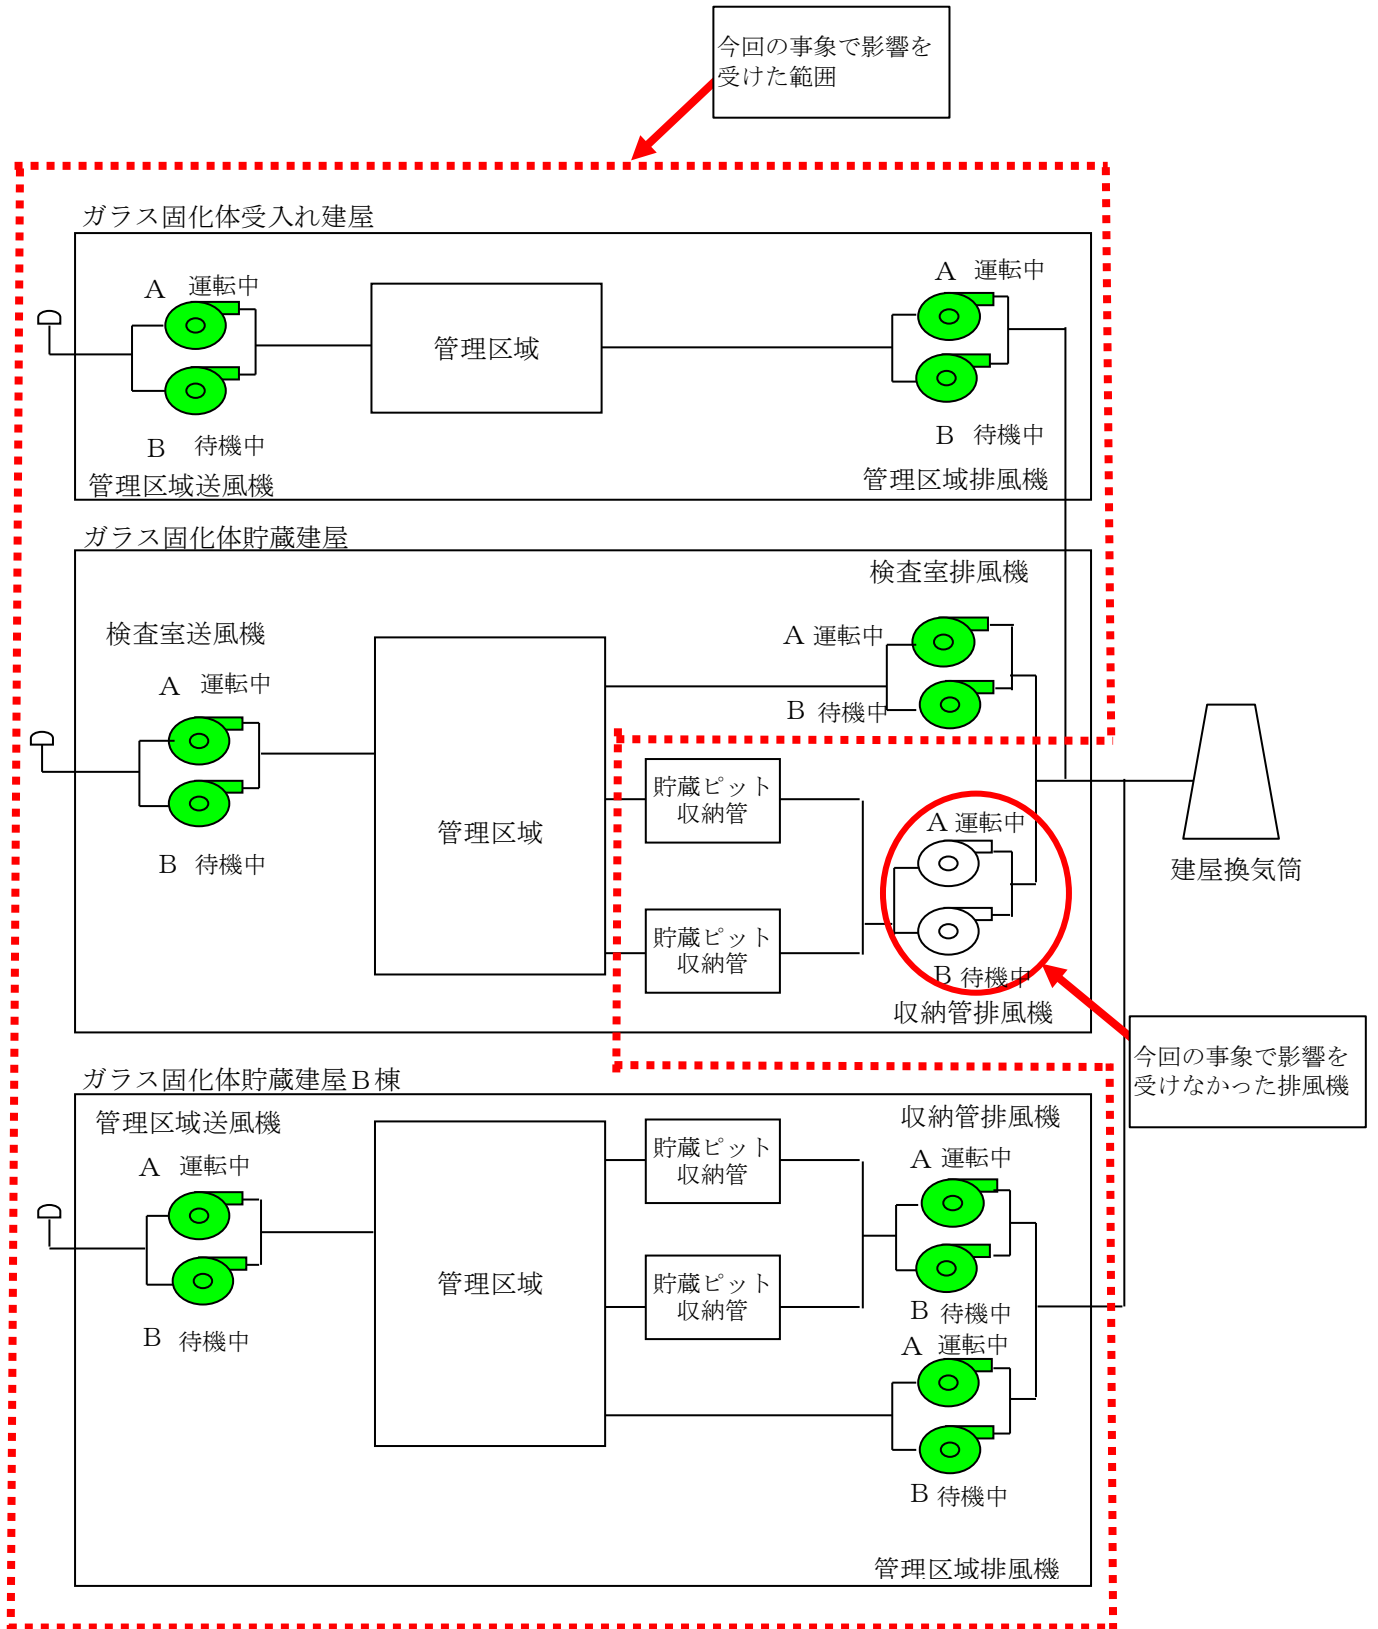 今回の事象で影響を
受けた範囲
ガラス固化体受入れ建屋
A 運転中
A 運転中
管理区域
B 待機中
B 待機中
管理区域送風機
管理区域排風機
ガラス固化体貯蔵建屋
検査室排風機
検査室送風機
A 運転中
A 運転中
B 待機中
貯蔵ピット
収納管
A 運転中
管理区域
B 待機中
建屋換気筒
貯蔵ピット
収納管
B 待機中
収納管排風機
今回の事象で影響を
受けなかった排風機
ガラス固化体貯蔵建屋B棟
管理区域送風機
収納管排風機
A 運転中
貯蔵ピット
収納管
A 運転中
管理区域
貯蔵ピット
収納管
B 待機中
B 待機中
A 運転中
B 待機中
管理区域排風機